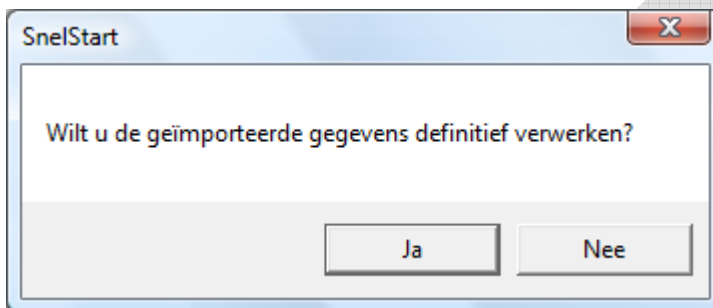 SnelStart
Wilt u de geïmporteerde gegevens definitief verwerken?
Ja
Nee